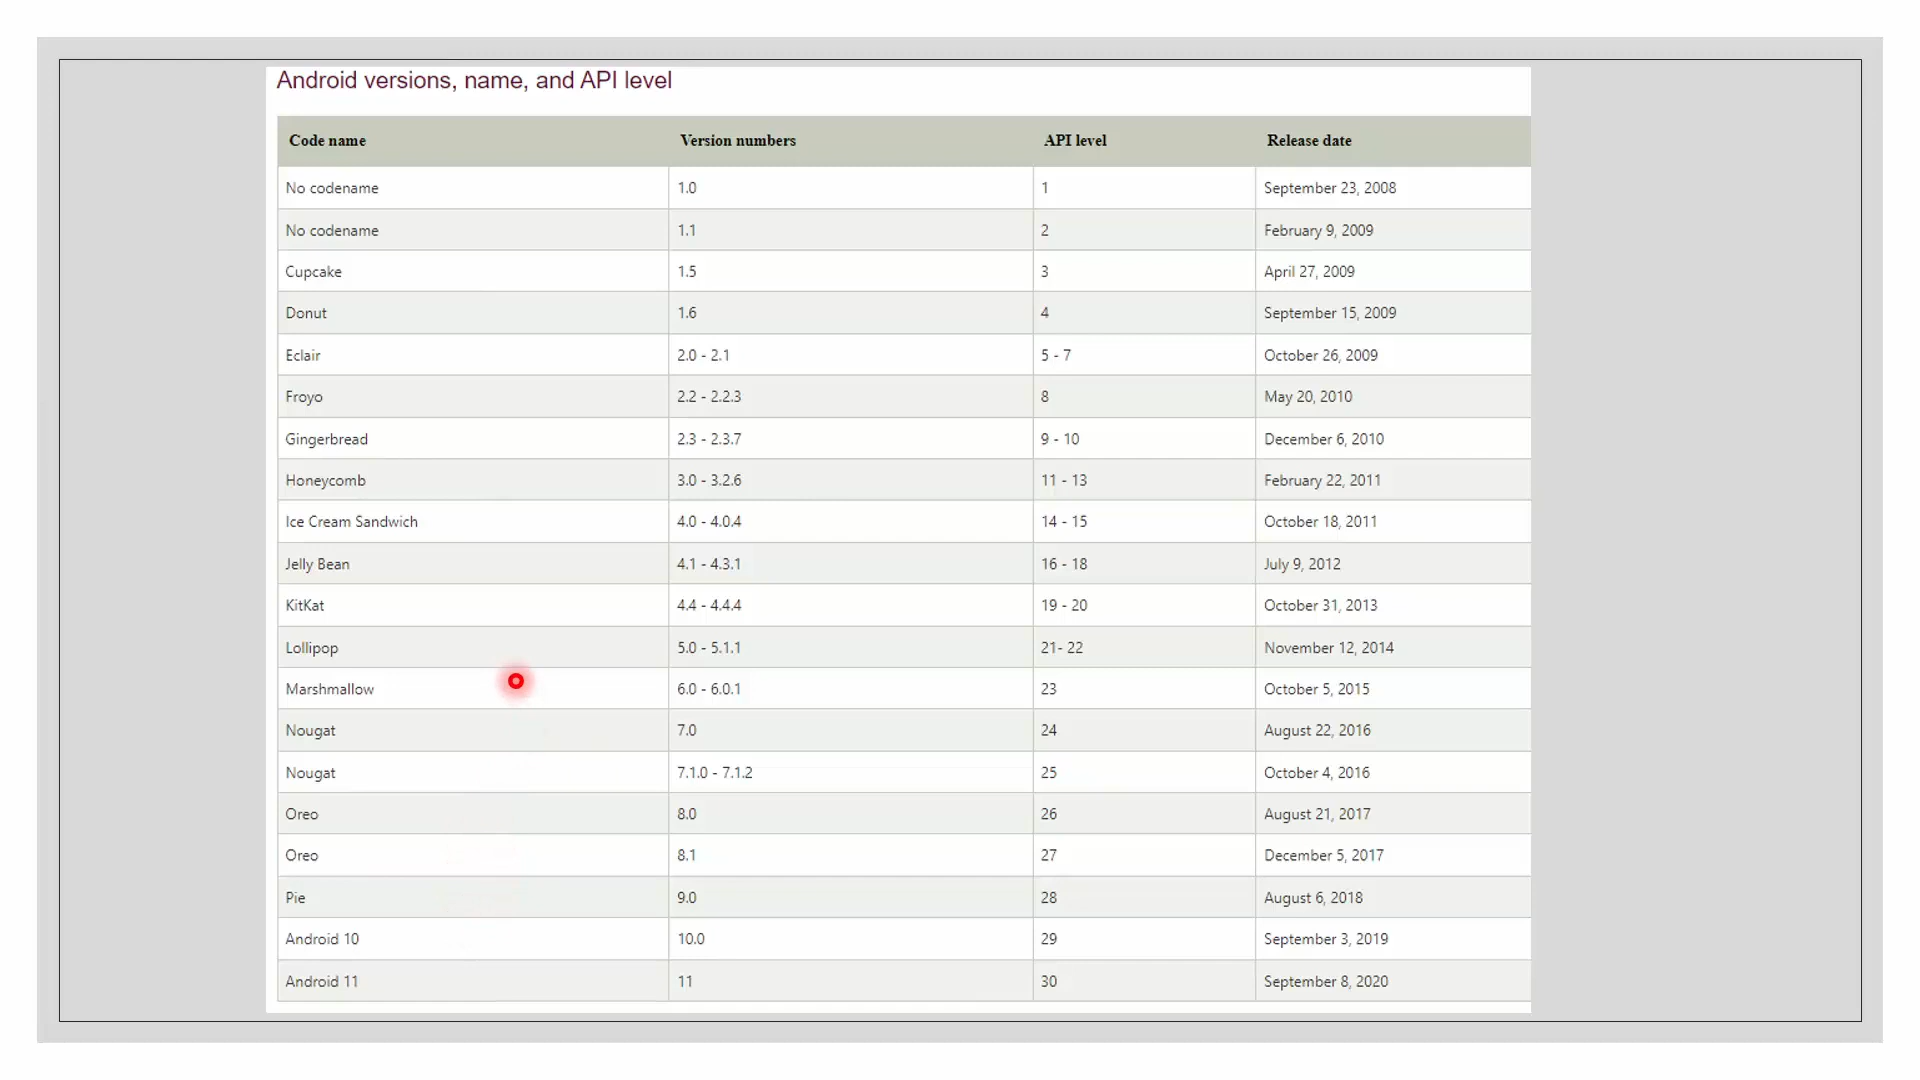 Android versions, name, and API level
Code name Version numbers API level Release date
No codename 1.0 1 September 23, 2008
No codename 1.1 2 February 9, 2009
Cupcake 1.5 3 April 27, 2009
Donut 1.6 4 September 15, 2009
Eclair 2.0 - 2.1 5 - 7 October 26, 2009
Froyo 2.2 - 2.2.3 8 May 20, 2010
Gingerbread 2.3 - 2.3.7 9 - 10 December 6, 2010
Honeycomb 3.0 - 3.2.6 11 - 13 February 22, 2011
Ice Cream Sandwich 4.0 - 4.0.4 14 - 15 October 18, 2011
Jelly Bean 4.1 - 4.3.1 16 - 18 July 9, 2012
KitKat 4.4 - 4.4.4 19 - 20 October 31, 2013
Lollipop 5.0 - 5.1.1 21- 22 November 12, 2014
Marshmallow 6.0 - 6.0.1 23 October 5, 2015
Nougat 7.0 24 August 22, 2016
Nougat 7.1.0 - 7.1.2 25 October 4, 2016
Oreo 8.0 26 August 21, 2017
Oreo 8.1 27 December 5, 2017
Pie 9.0 28 August 6, 2018
Android 10 10.0 29 September 3, 2019
Android 11 11 30 September 8, 2020